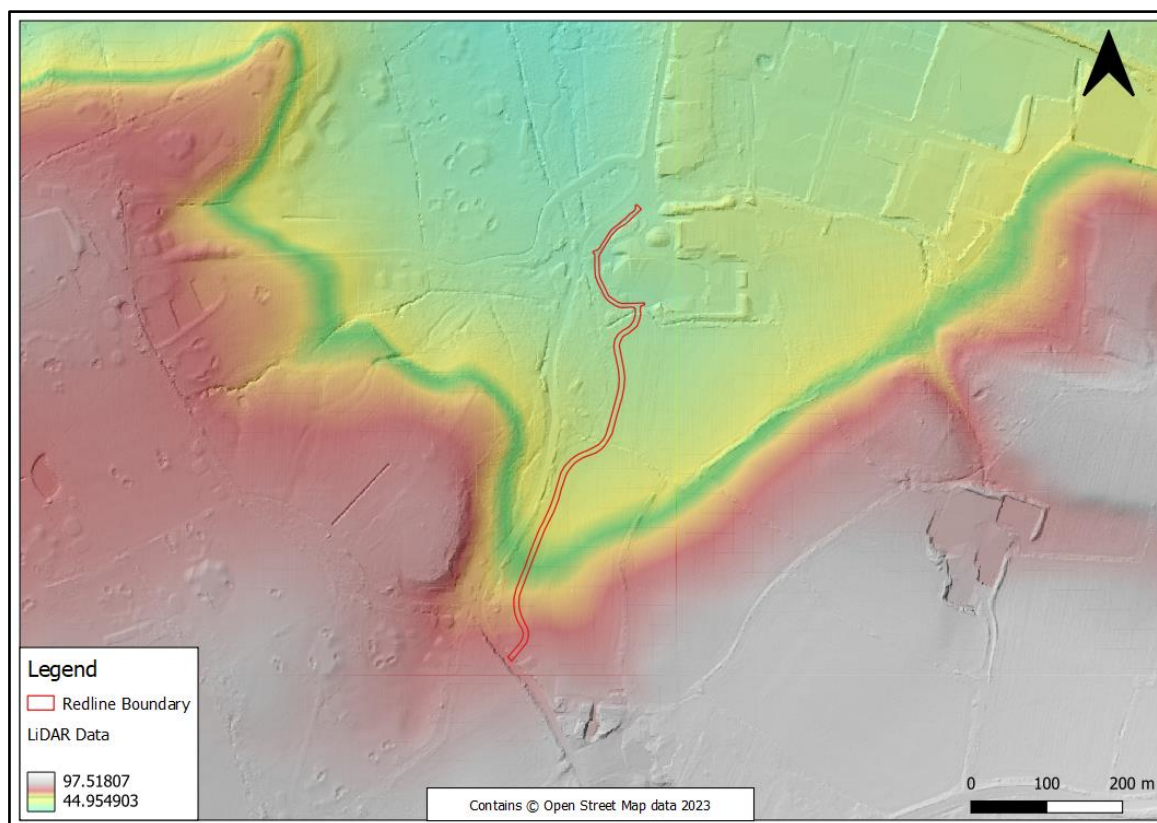 Legend
Redline Boundary
LiDAR Data
97.51807
44.954903
Contains © Open Street Map data 2023
0 100 200 m